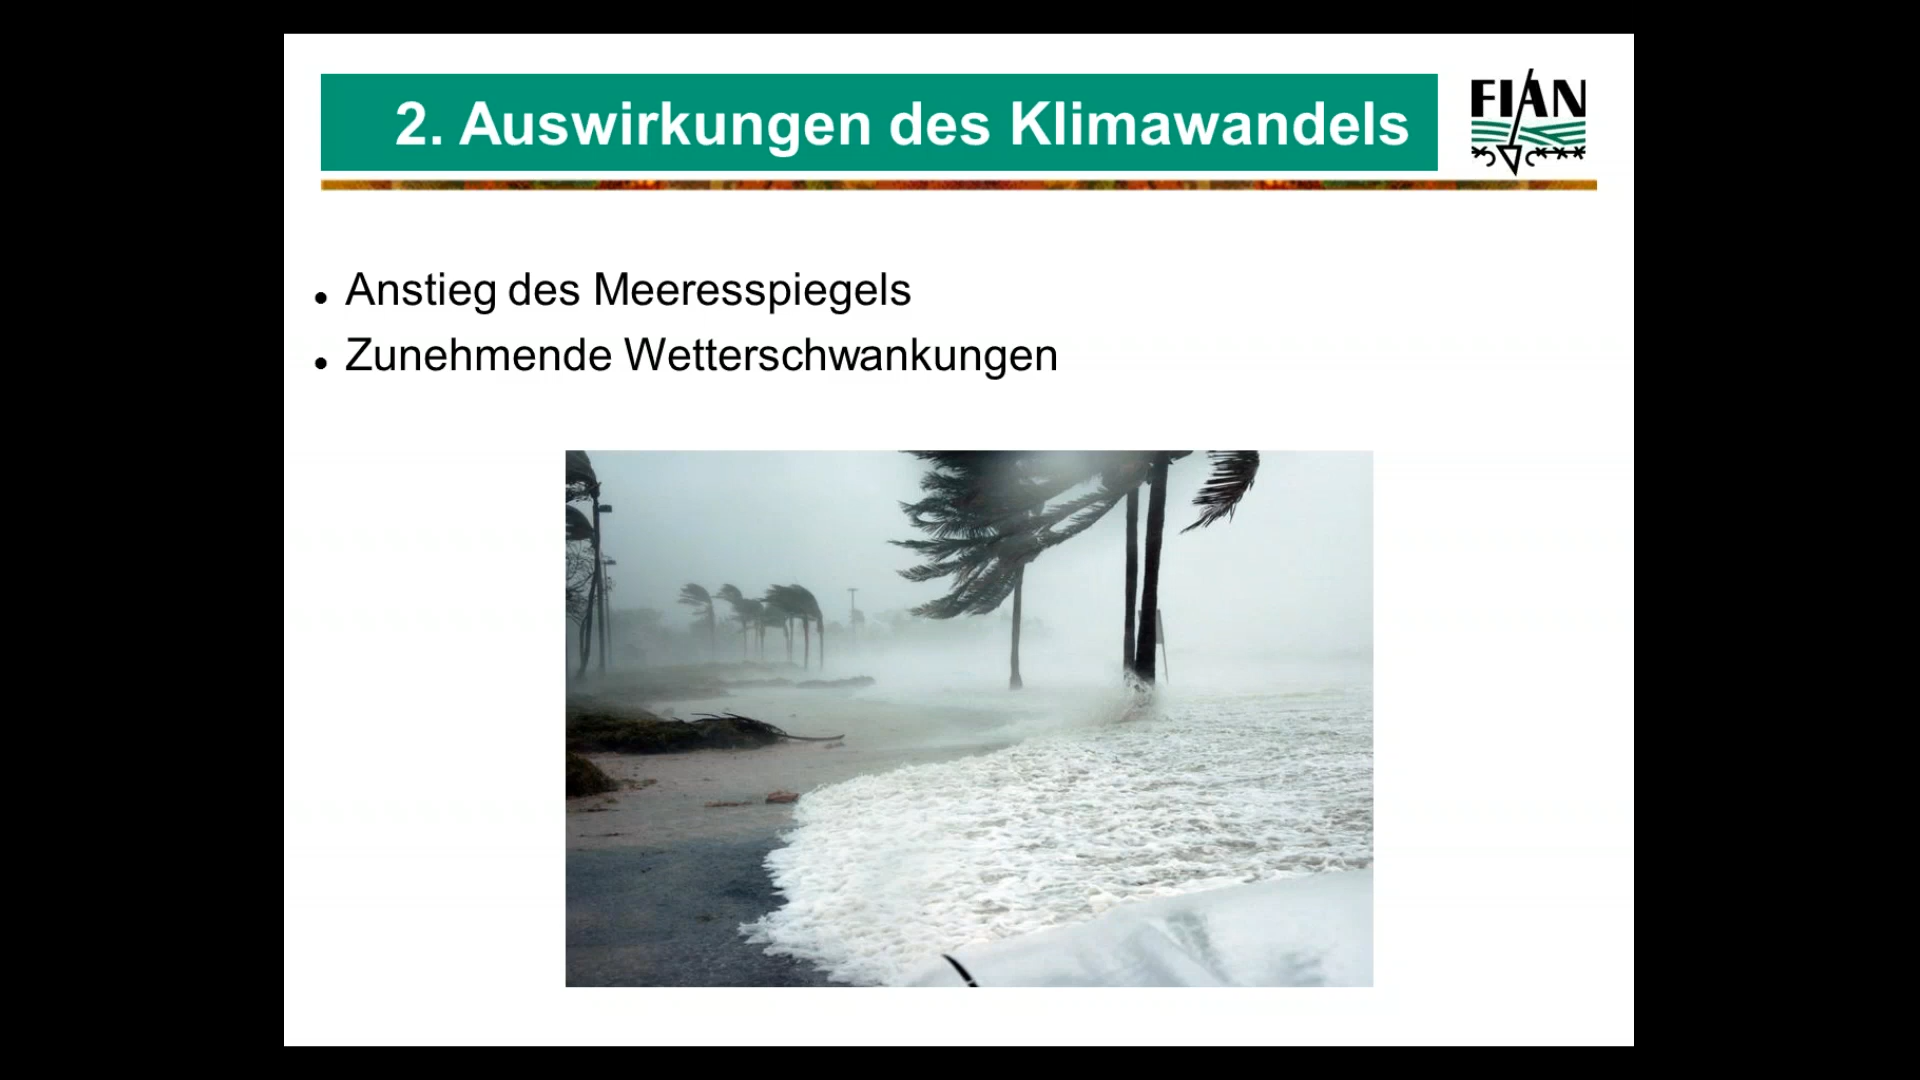 2. Auswirkungen des Klimawandels
FIAN
• Anstieg des Meeresspiegels
• Zunehmende Wetterschwankungen